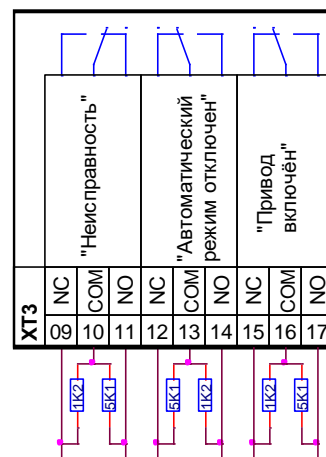 "Неисправность"
"Автоматический
режим отключен"
"Привод
включён"
XT3
NC COM NO NC COM NO NC COM NO
09 10 11 12 13 14 15 16 17
1K2 5K1 5K1 1K2 1K2 5K1